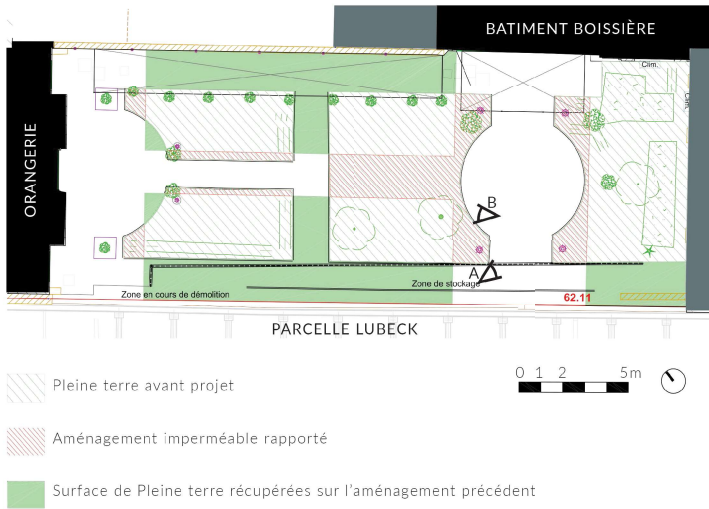 BATIMENT BOISSIÈRE
Clim.
Clim.
ORANGERIE
B
A
Zone de stockage
Zone en cours de démolition
62.11
PARCELLE LUBECK
0 1 2 5m
Pleine terre avant projet
Aménagement imperméable rapporté
Surface de Pleine terre récupérées sur l'aménagement précédent